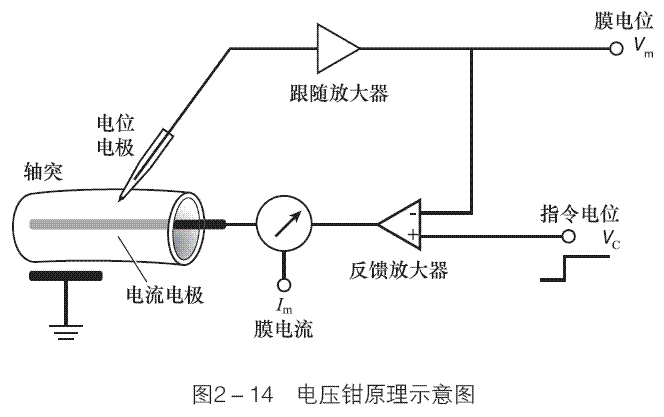 膜电位
Vm
跟随放大器
电位
电极
轴突
-
+
指令电位
VC
反馈放大器
电流电极
Im
膜电流
图2-14 电压钳原理示意图